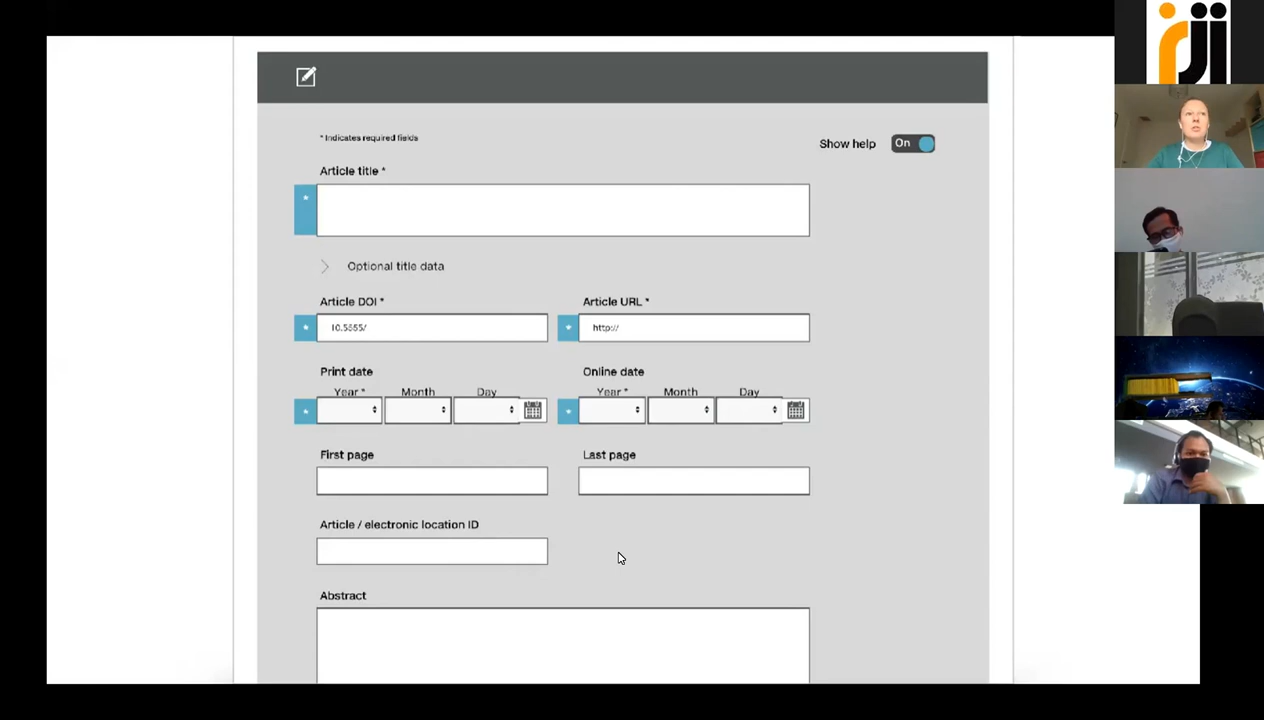 * Indicates required fields
Show help On
Article title *
*
Optional title data
Article DOI * Article URL *
* 10.5555/ * http://
Print date Online date
Year * Month Day Year * Month Day
* *
First page Last page
Article / electronic location ID
Abstract
rji